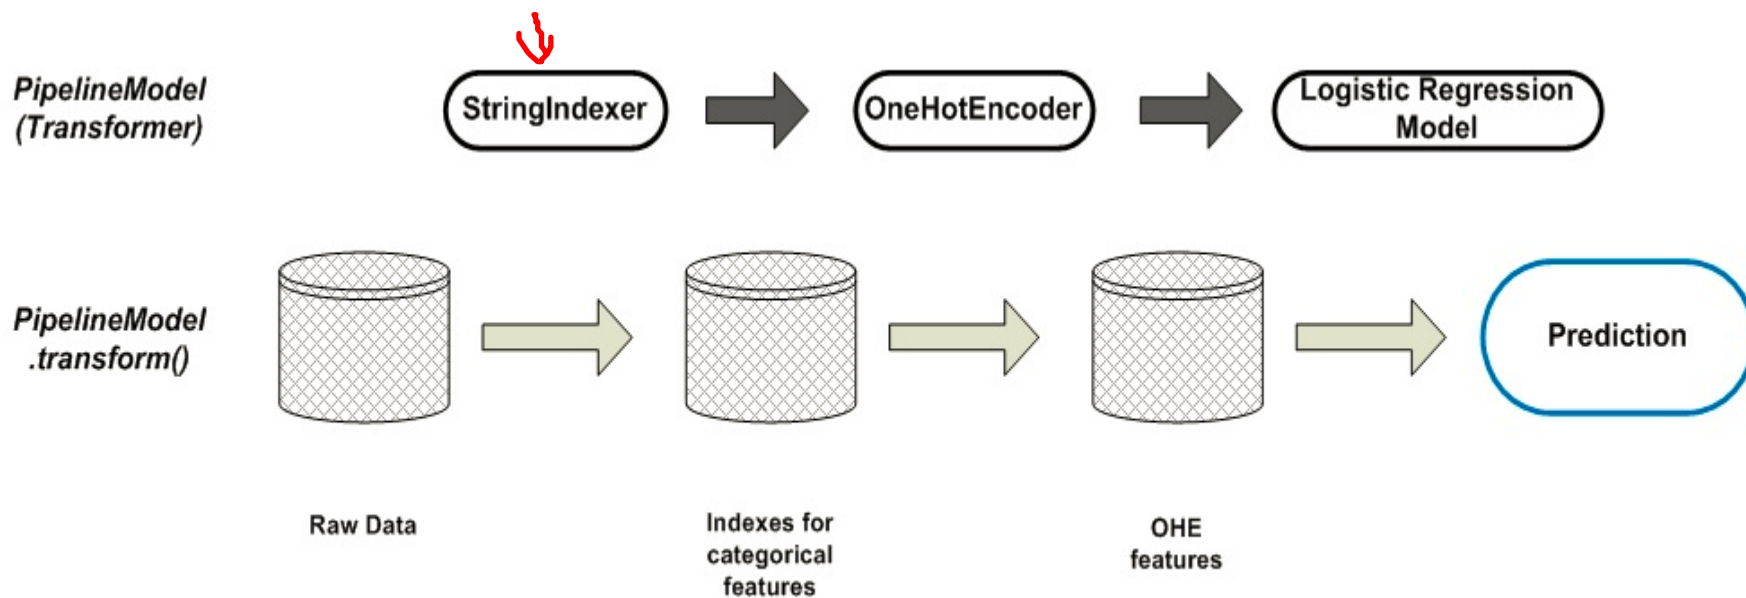 PipelineModel
(Transformer)
StringIndexer
OneHotEncoder
Logistic Regression
Model
PipelineModel
.transform()
Prediction
Raw Data
Indexes for
categorical
features
OHE
features